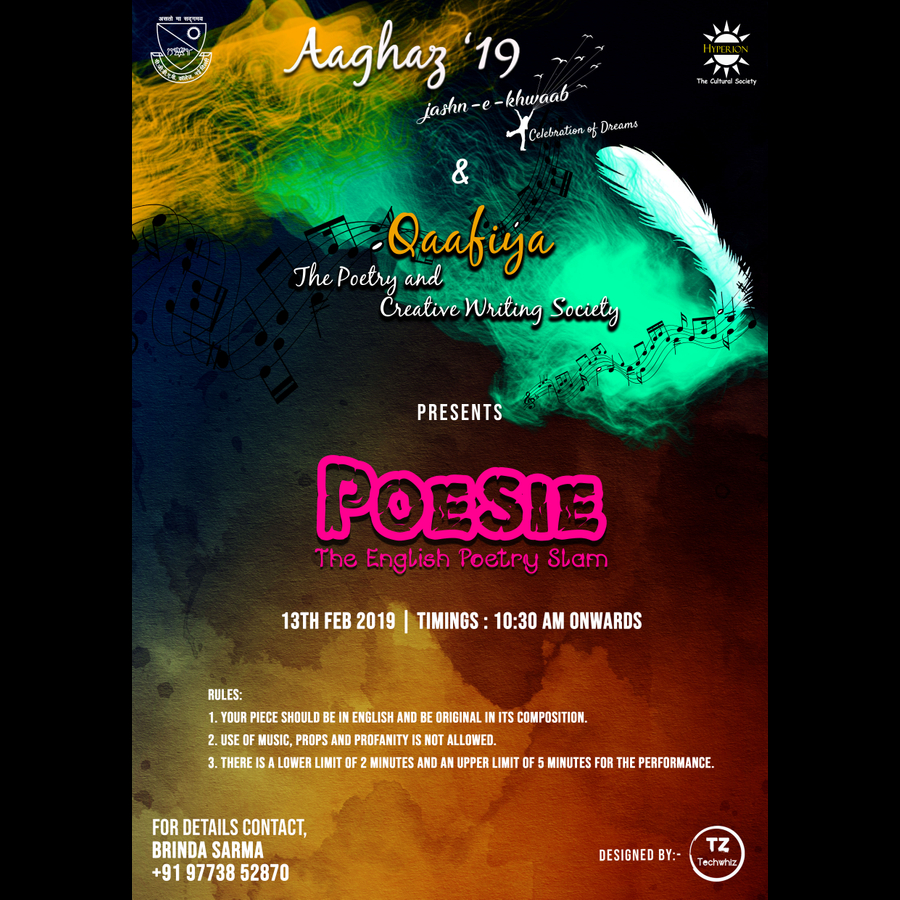 असतो मा सद्गमय
Aaghaz '19
jashn-e-khwaab
Celebration of Dreams
HYPERION
The Cultural Society
&
Qaafiya
The Poetry and
Creative Writing Society
PRESENTS
POESIE
The English Poetry Slam
13TH FEB 2019 | TIMINGS : 10:30 AM ONWARDS
RULES:
1. YOUR PIECE SHOULD BE IN ENGLISH AND BE ORIGINAL IN ITS COMPOSITION.
2. USE OF MUSIC, PROPS AND PROFANITY IS NOT ALLOWED.
3. THERE IS A LOWER LIMIT OF 2 MINUTES AND AN UPPER LIMIT OF 5 MINUTES FOR THE PERFORMANCE.
FOR DETAILS CONTACT,
BRINDA SARMA
+91 97738 52870
DESIGNED BY:-
TZ
Techwhiz